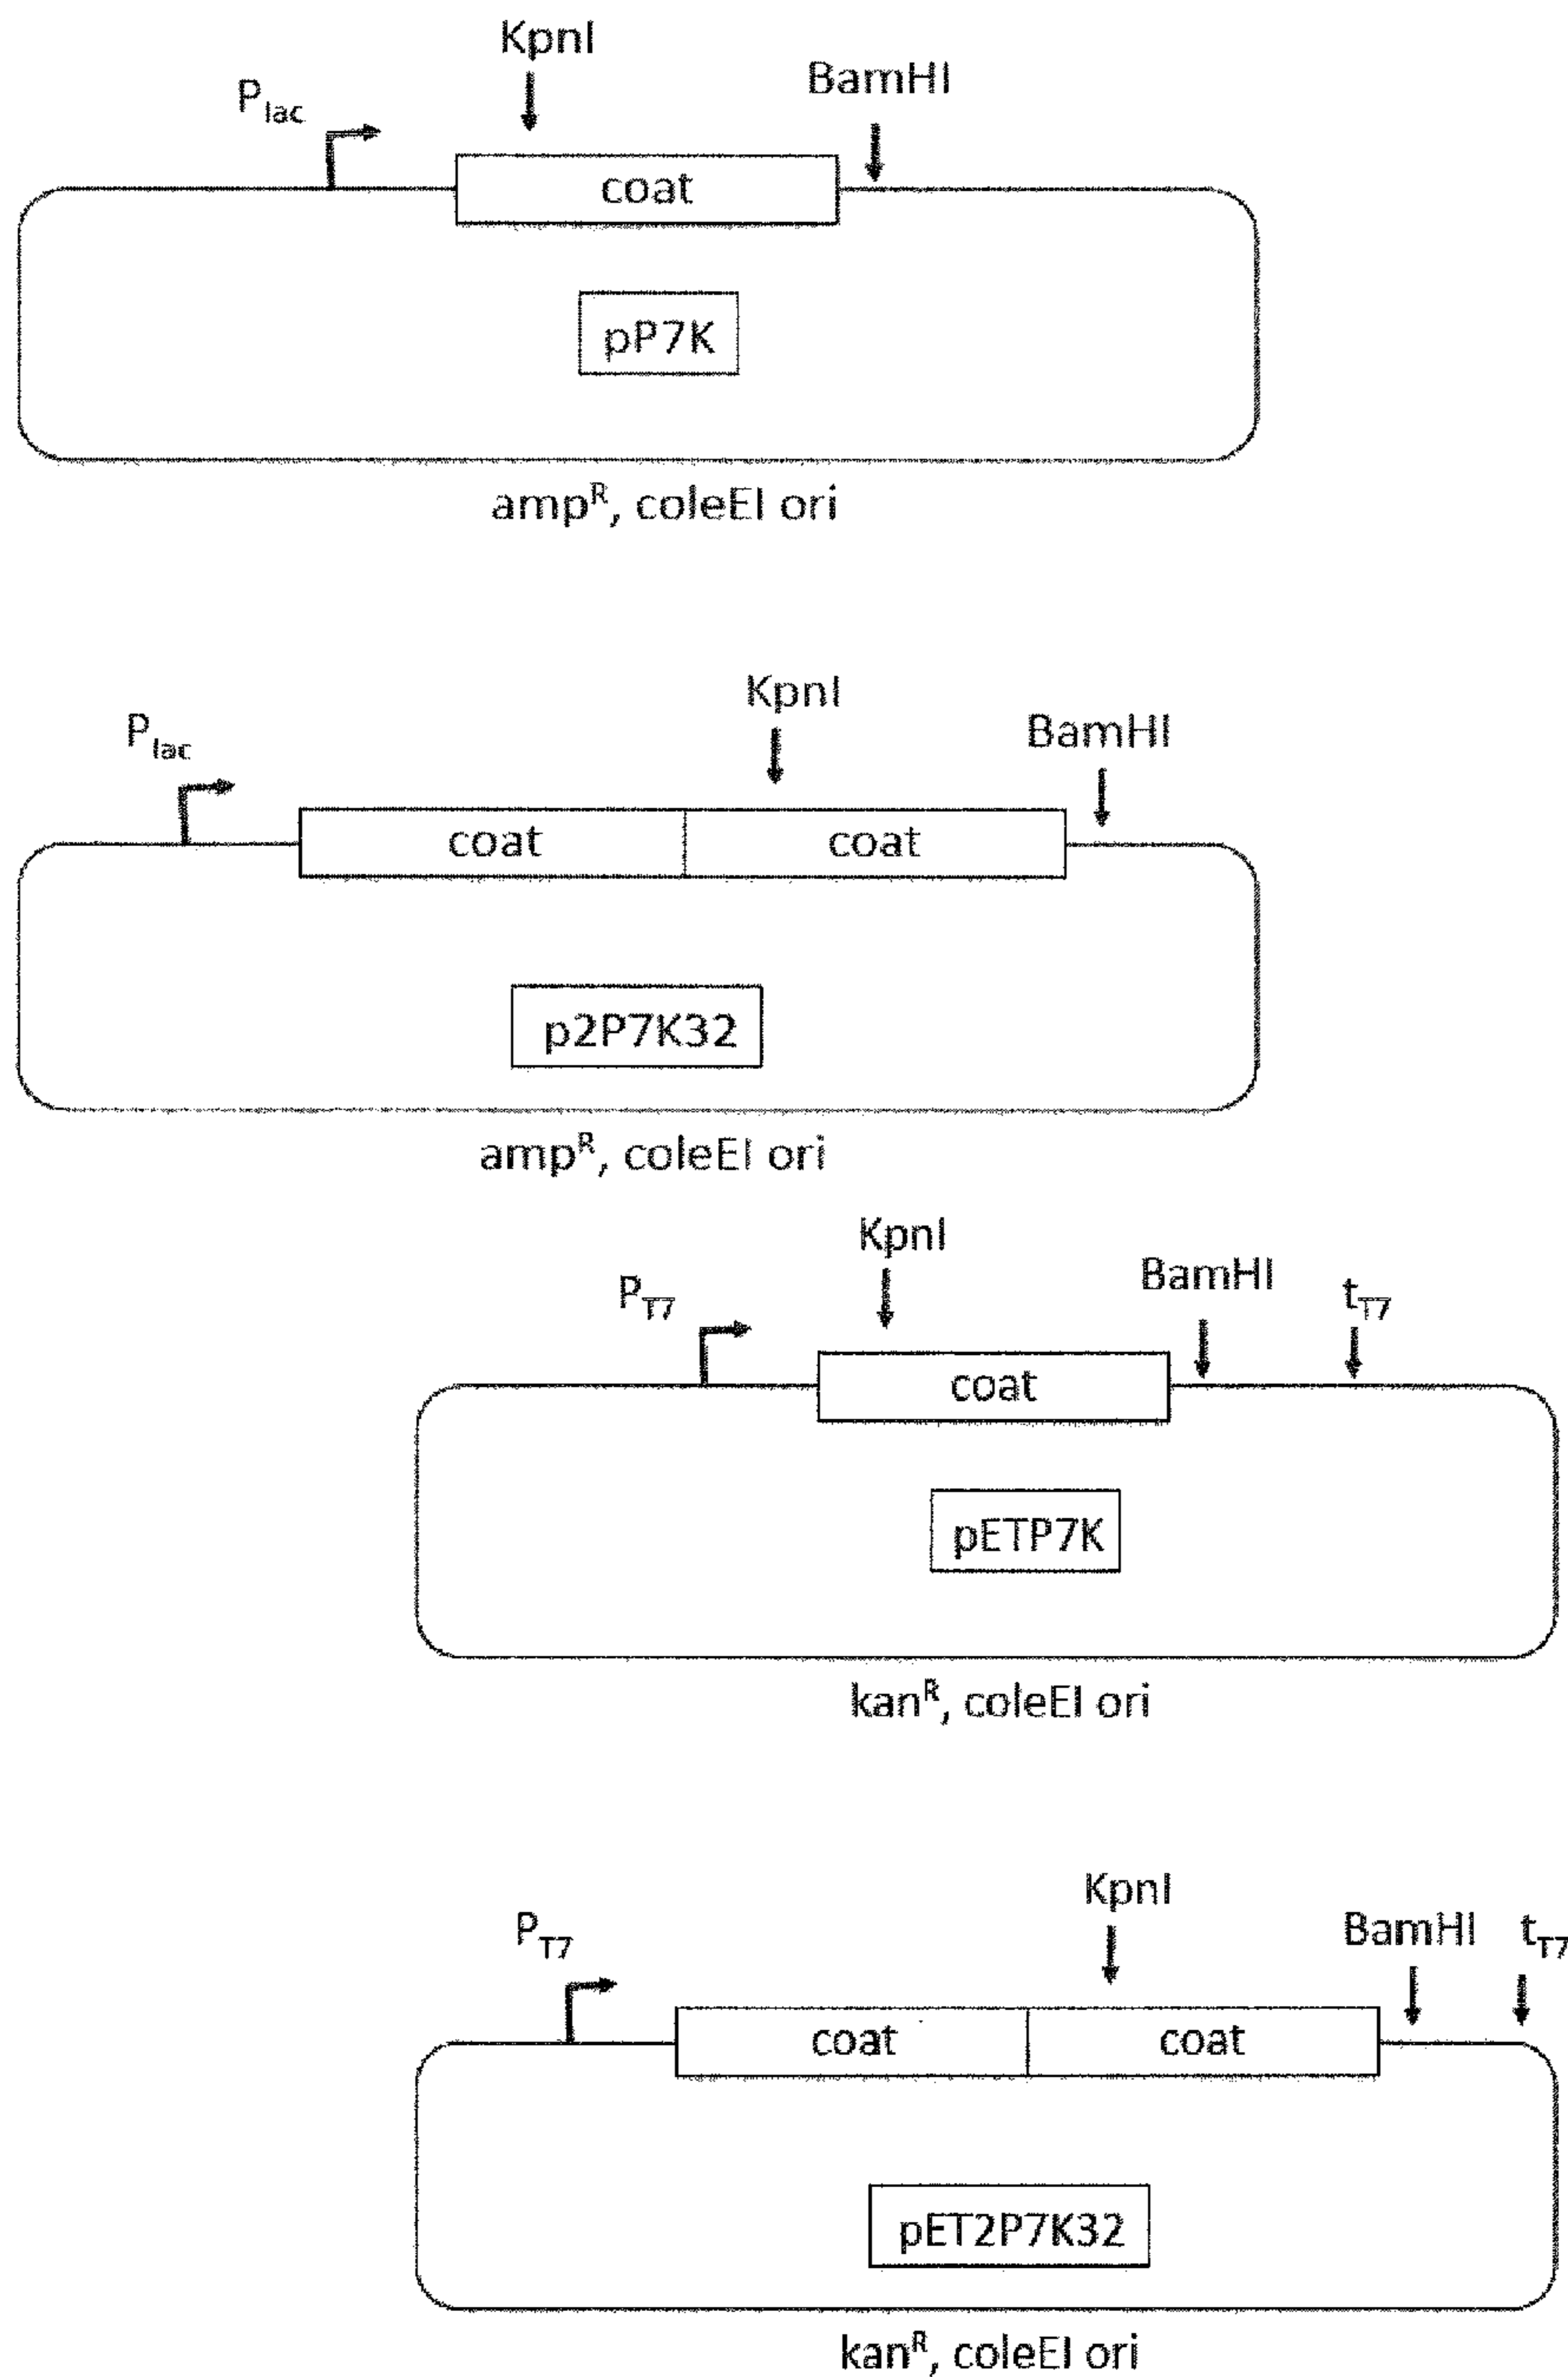 KpnI
BamHI
Plac
coat
pP7K
ampR, coleEI ori
KpnI
BamHI
Plac
coat coat
p2P7K32
ampR, coleEI ori
KpnI
BamHI
tT7
PT7
coat
pETP7K
kanR, coleEI ori
KpnI
BamHI
tT7
PT7
coat coat
pET2P7K32
kanR, coleEI ori